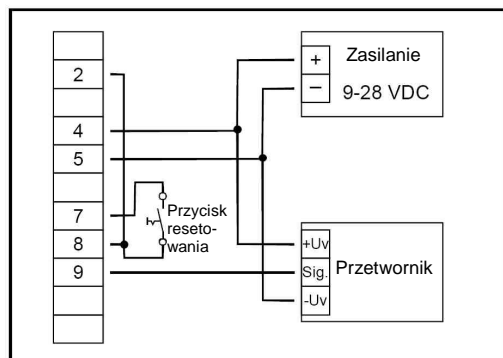 2
4
5
7
8
9
Przycisk
reseto-
wania
+
−
Zasilanie
9-28 VDC
+Uv
Sig.
-Uv
Przetwornik